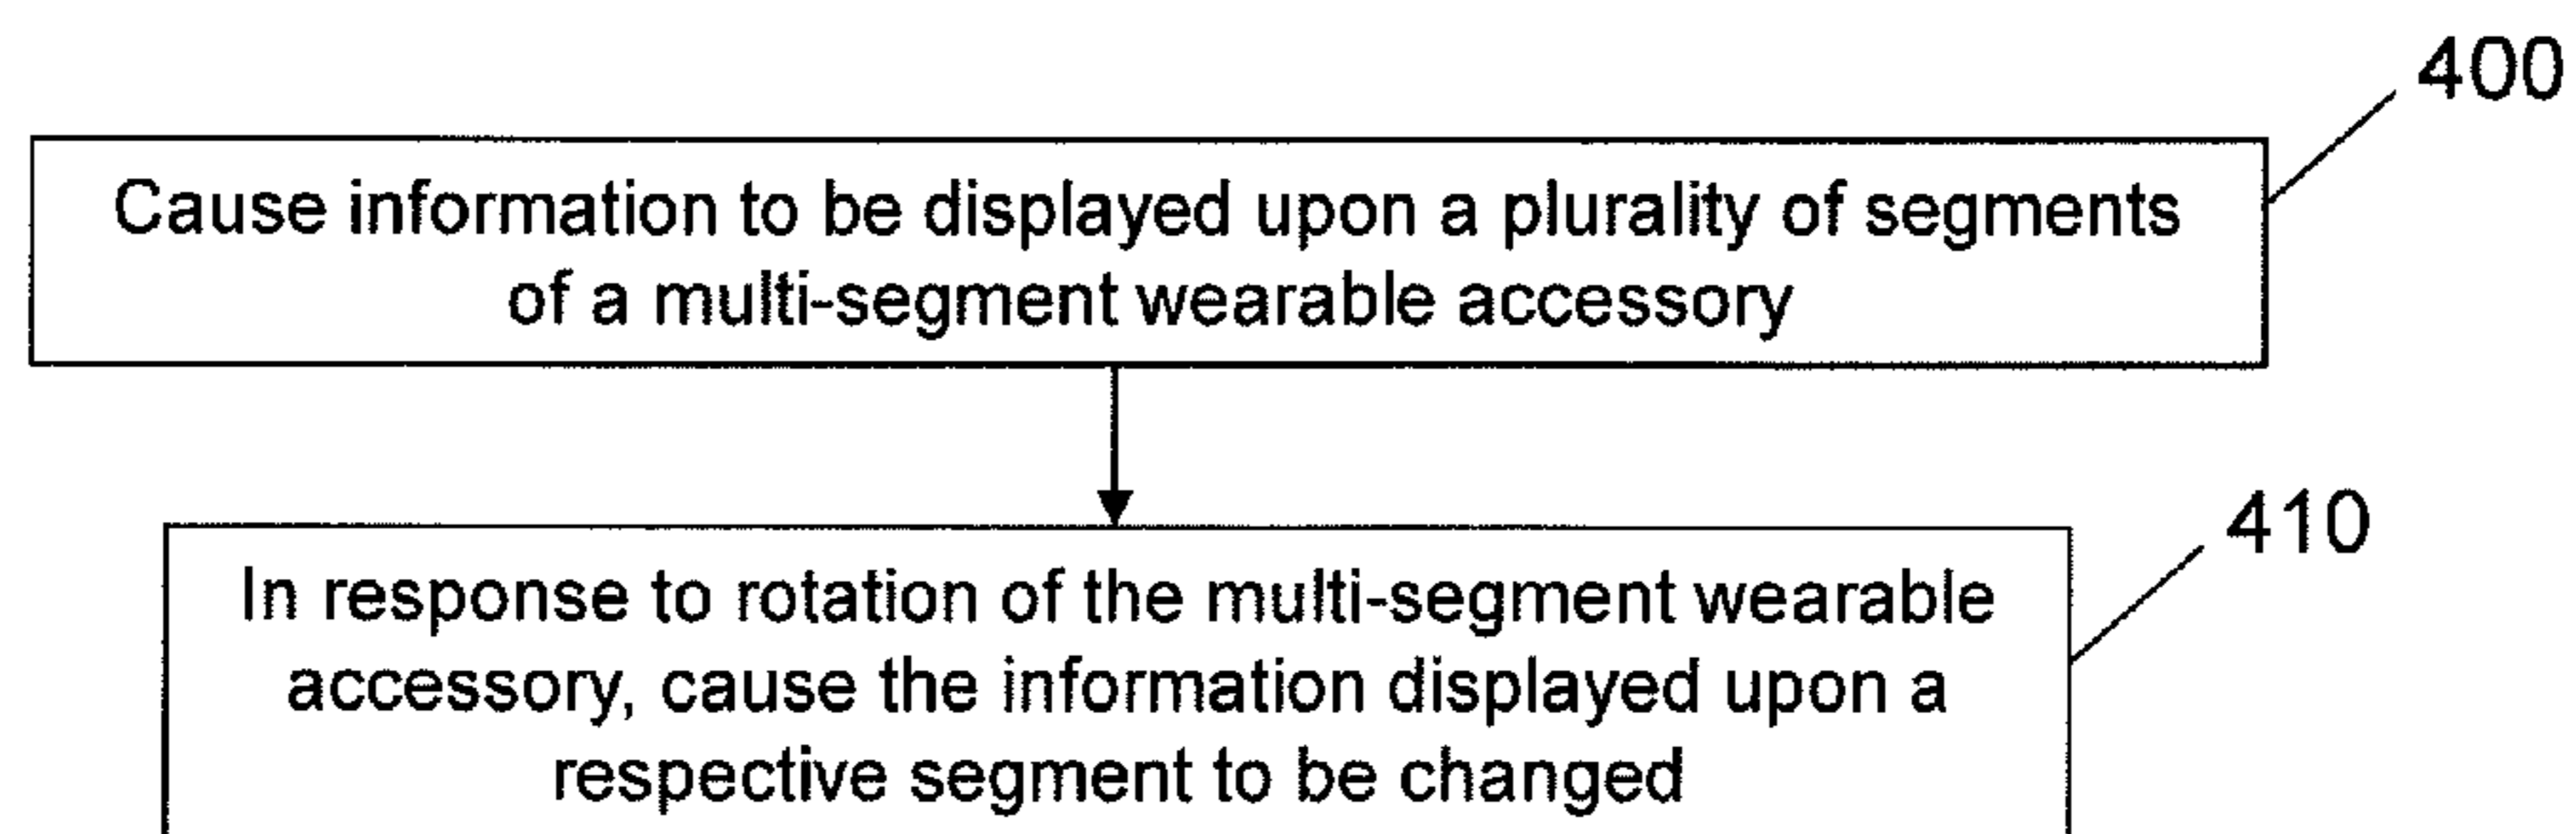 400
Cause information to be displayed upon a plurality of segments
of a multi-segment wearable accessory
410
In response to rotation of the multi-segment wearable
accessory, cause the information displayed upon a
respective segment to be changed